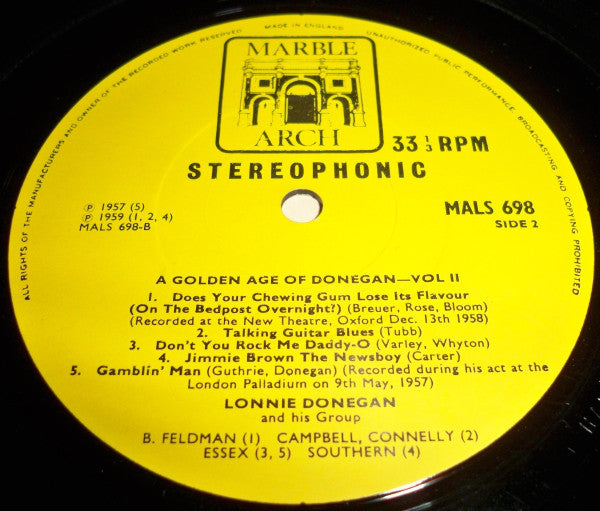 MADE IN ENGLAND
ALL RIGHTS OF THE MANUFACTURERS AND OWNER OF THE RECORDED WORK RESERVED
UNAUTHORIZED PUBLIC PERFORMANCE, BROADCASTING AND COPYING PROHIBITED
MARBLE
ARCH
33 1/3 RPM
STEREOPHONIC
Ⓟ 1957 (5)
Ⓟ 1959 (1, 2, 4)
MALS 698-B
MALS 698
SIDE 2
A GOLDEN AGE OF DONEGAN—VOL II
1. Does Your Chewing Gum Lose Its Flavour
(On The Bedpost Overnight?) (Breuer, Rose, Bloom)
(Recorded at the New Theatre, Oxford Dec. 13th 1958)
2. Talking Guitar Blues (Tubb)
3. Don't You Rock Me Daddy-O (Varley, Whyton)
4. Jimmie Brown The Newsboy (Carter)
5. Gamblin' Man (Guthrie, Donegan) (Recorded during his act at the
London Palladium on 9th May, 1957)
LONNIE DONEGAN
and his Group
B. FELDMAN (1) CAMPBELL, CONNELLY (2)
ESSEX (3, 5) SOUTHERN (4)